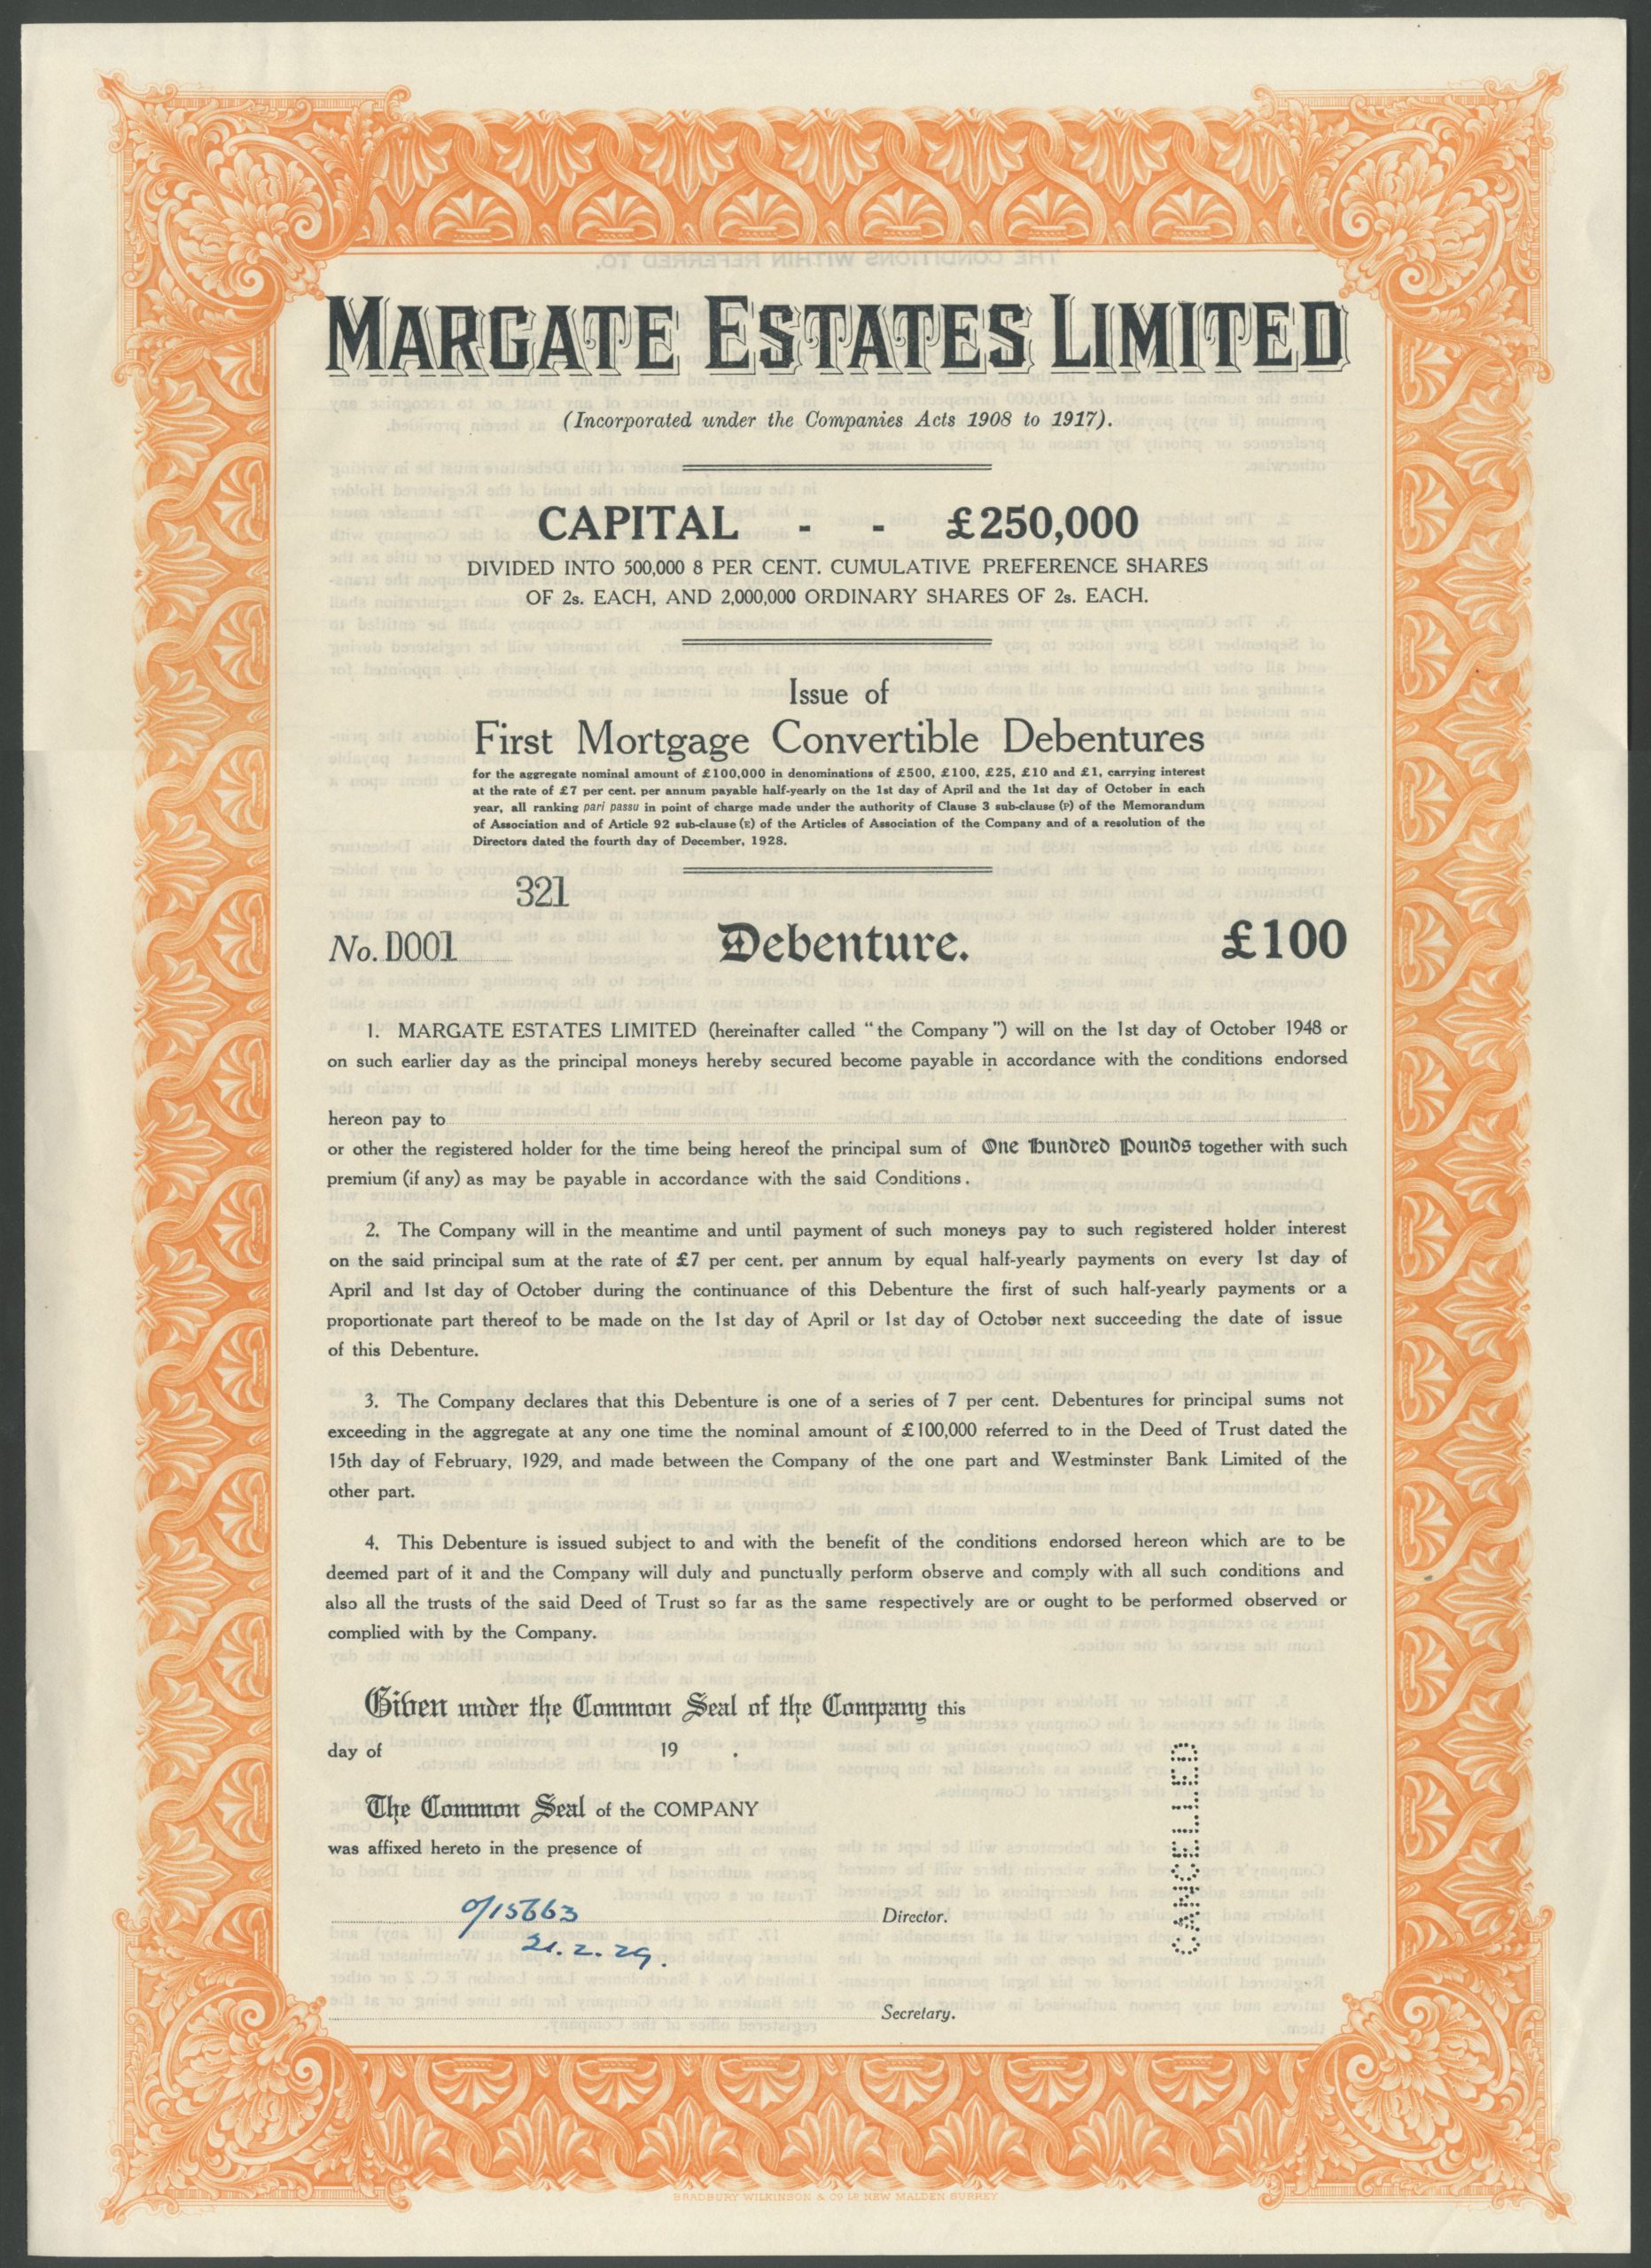 MARGATE ESTATES LIMITED
(Incorporated under the Companies Acts 1908 to 1917).
CAPITAL - - £250,000
DIVIDED INTO 500,000 8 PER CENT. CUMULATIVE PREFERENCE SHARES
OF 2s. EACH, AND 2,000,000 ORDINARY SHARES OF 2s. EACH.
Issue of
First Mortgage Convertible Debentures
for the aggregate nominal amount of £100,000 in denominations of £500, £100, £25, £10 and £1, carrying interest
at the rate of £7 per cent. per annum payable half-yearly on the 1st day of April and the 1st day of October in each
year, all ranking pari passu in point of charge made under the authority of Clause 3 sub-clause (P) of the Memorandum
of Association and of Article 92 sub-clause (E) of the Articles of Association of the Company and of a resolution of the
Directors dated the fourth day of December, 1928.
321
No. D001 Debenture. £100
1. MARGATE ESTATES LIMITED (hereinafter called "the Company") will on the 1st day of October 1948 or
on such earlier day as the principal moneys hereby secured become payable in accordance with the conditions endorsed
hereon pay to
or other the registered holder for the time being hereof the principal sum of One Hundred Pounds together with such
premium (if any) as may be payable in accordance with the said Conditions.
2. The Company will in the meantime and until payment of such moneys pay to such registered holder interest
on the said principal sum at the rate of £7 per cent. per annum by equal half-yearly payments on every 1st day of
April and 1st day of October during the continuance of this Debenture the first of such half-yearly payments or a
proportionate part thereof to be made on the 1st day of April or 1st day of October next succeeding the date of issue
of this Debenture.
3. The Company declares that this Debenture is one of a series of 7 per cent. Debentures for principal sums not
exceeding in the aggregate at any one time the nominal amount of £100,000 referred to in the Deed of Trust dated the
15th day of February, 1929, and made between the Company of the one part and Westminster Bank Limited of the
other part.
4. This Debenture is issued subject to and with the benefit of the conditions endorsed hereon which are to be
deemed part of it and the Company will duly and punctually perform observe and comply with all such conditions and
also all the trusts of the said Deed of Trust so far as the same respectively are or ought to be performed observed or
complied with by the Company.
Given under the Common Seal of the Company this
day of 19 .
The Common Seal of the COMPANY
was affixed hereto in the presence of
CANCELLED
O/15663 Director.
21.2.29.
Secretary.
BRADBURY WILKINSON & CO LD NEW MALDEN SURREY